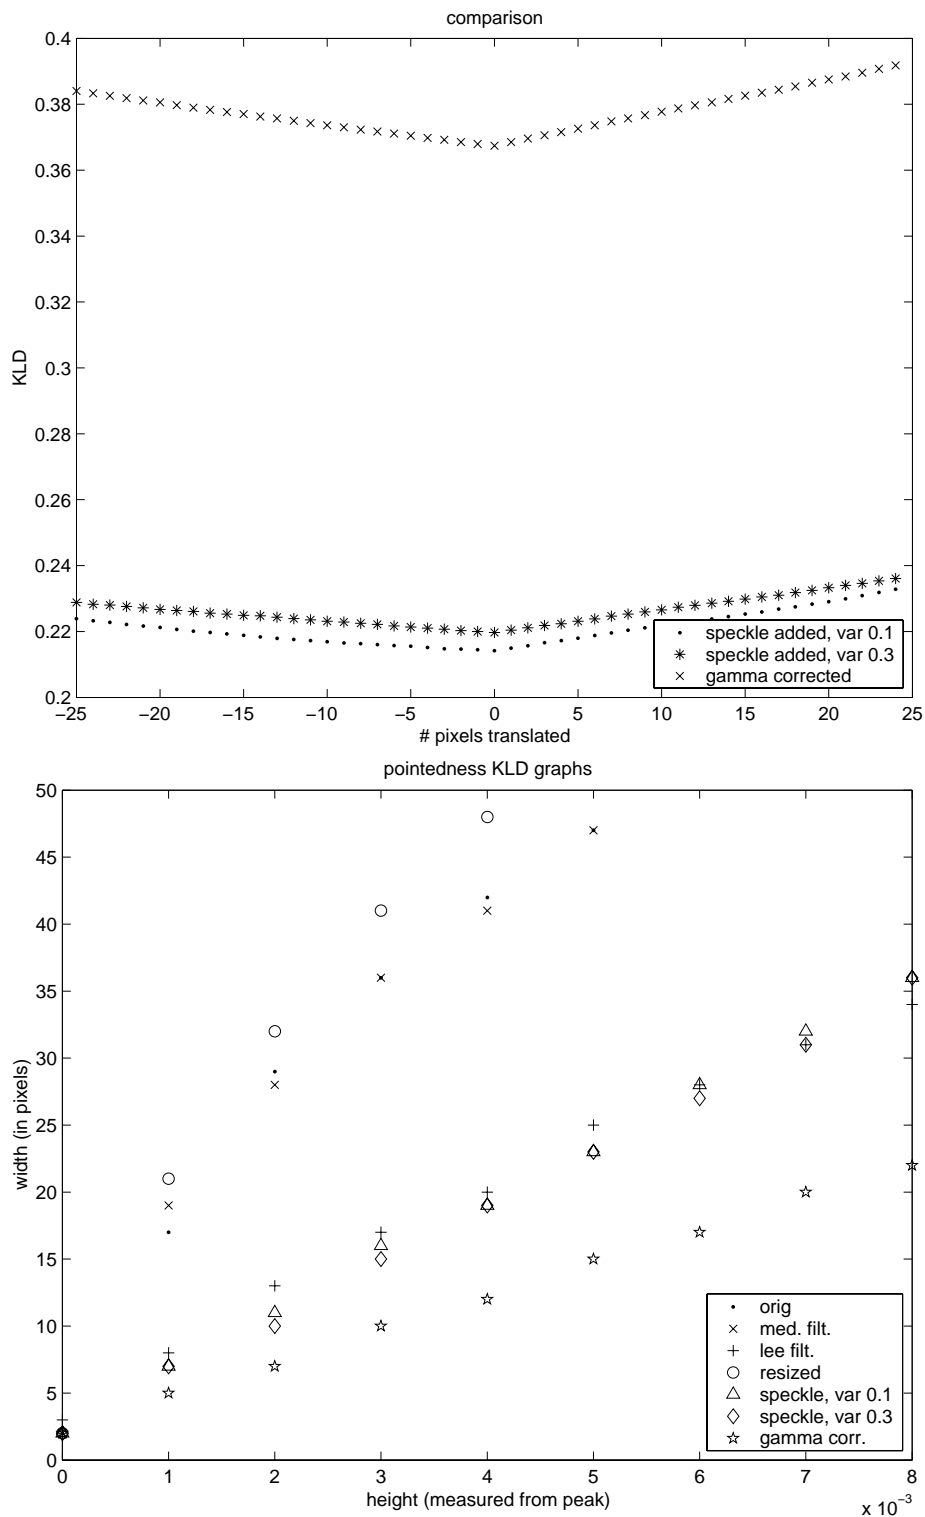 comparison
0.4
0.38
0.36
0.34
0.32
0.3
0.28
0.26
0.24
0.22
0.2
KLD
speckle added, var 0.1
speckle added, var 0.3
gamma corrected
−25 −20 −15 −10 −5 0 5 10 15 20 25
# pixels translated
pointedness KLD graphs
50
45
40
35
30
25
20
15
10
5
0
width (in pixels)
orig
med. filt.
lee filt.
resized
speckle, var 0.1
speckle, var 0.3
gamma corr.
0 1 2 3 4 5 6 7 8
height (measured from peak)
x 10⁻³